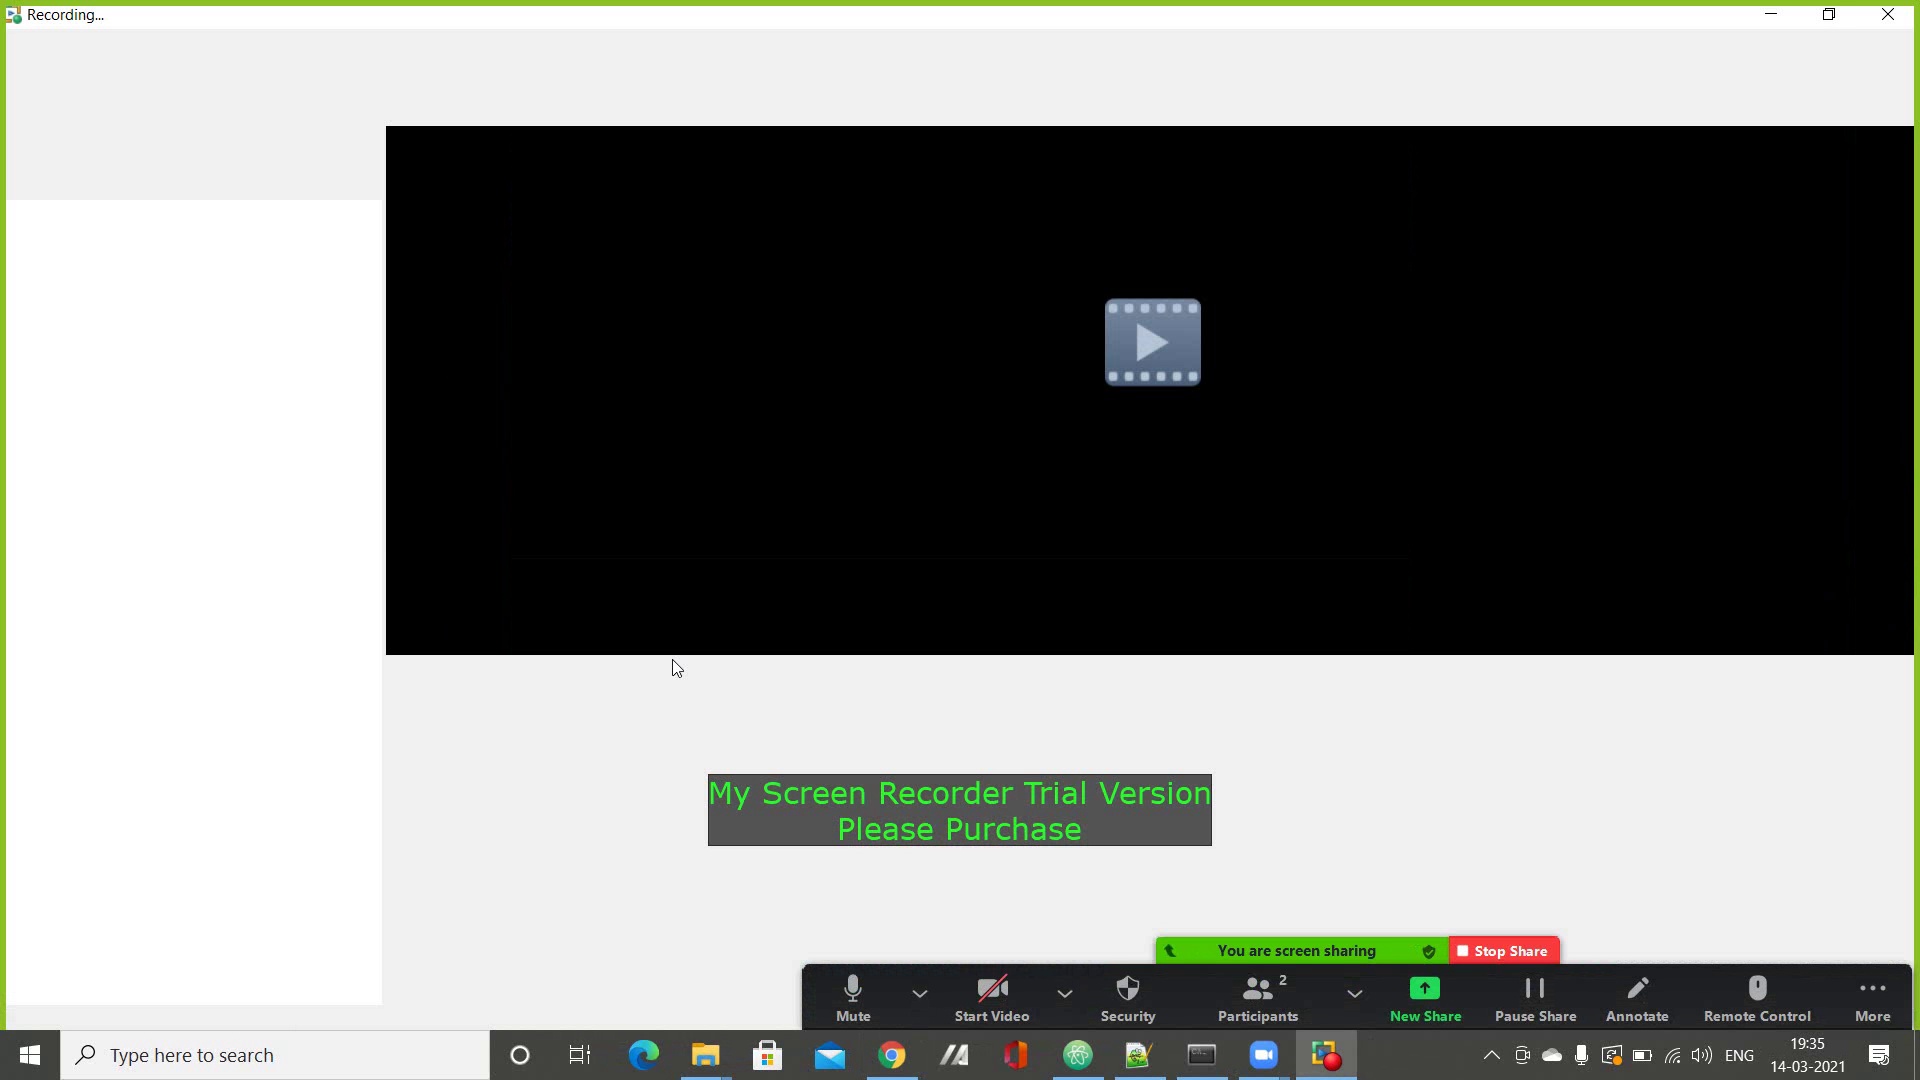 Recording...
My Screen Recorder Trial Version
Please Purchase
You are screen sharing
Stop Share
Mute
Start Video
Security
2
Participants
New Share
Pause Share
Annotate
Remote Control
More
Type here to search
ENG
19:35
14-03-2021